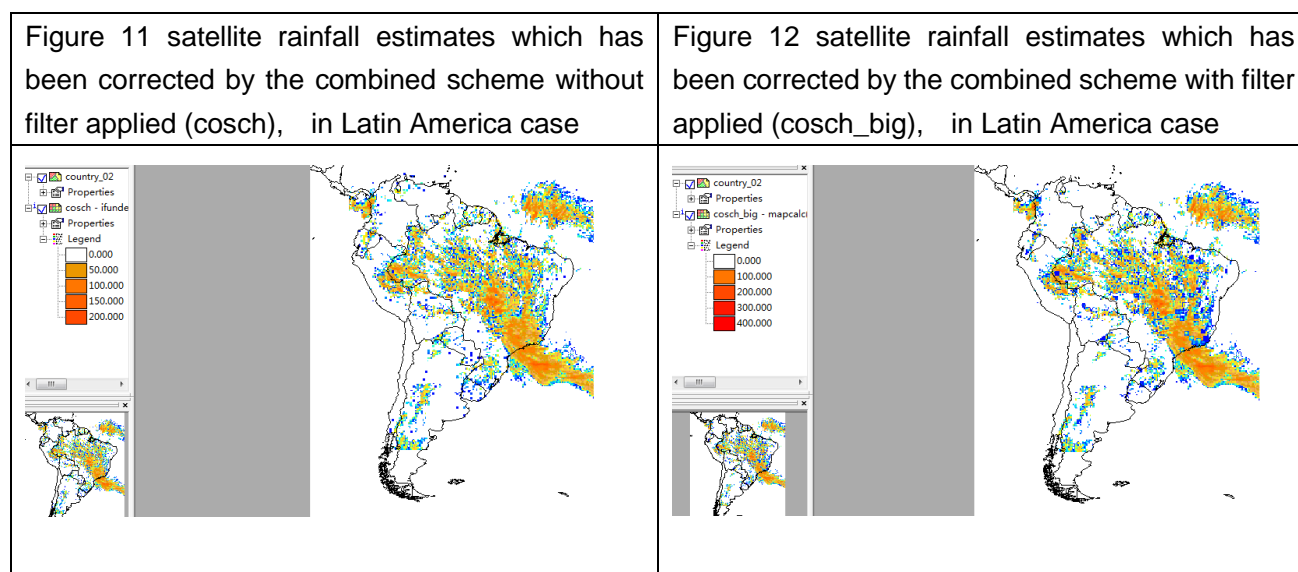 Figure 11 satellite rainfall estimates which has
been corrected by the combined scheme without
filter applied (cosch), in Latin America case
Figure 12 satellite rainfall estimates which has
been corrected by the combined scheme with filter
applied (cosch_big), in Latin America case
country_02
Properties
cosch - ifunde
Properties
Legend
0.000
50.000
100.000
150.000
200.000
country_02
Properties
cosch_big - mapcalc
Properties
Legend
0.000
100.000
200.000
300.000
400.000